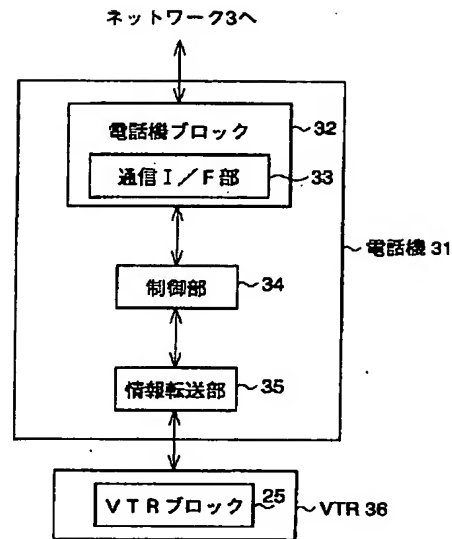 ネットワーク3へ
電話機ブロック
32
通信I/F部
33
電話機31
制御部
34
情報転送部
35
VTRブロック
25
VTR 36